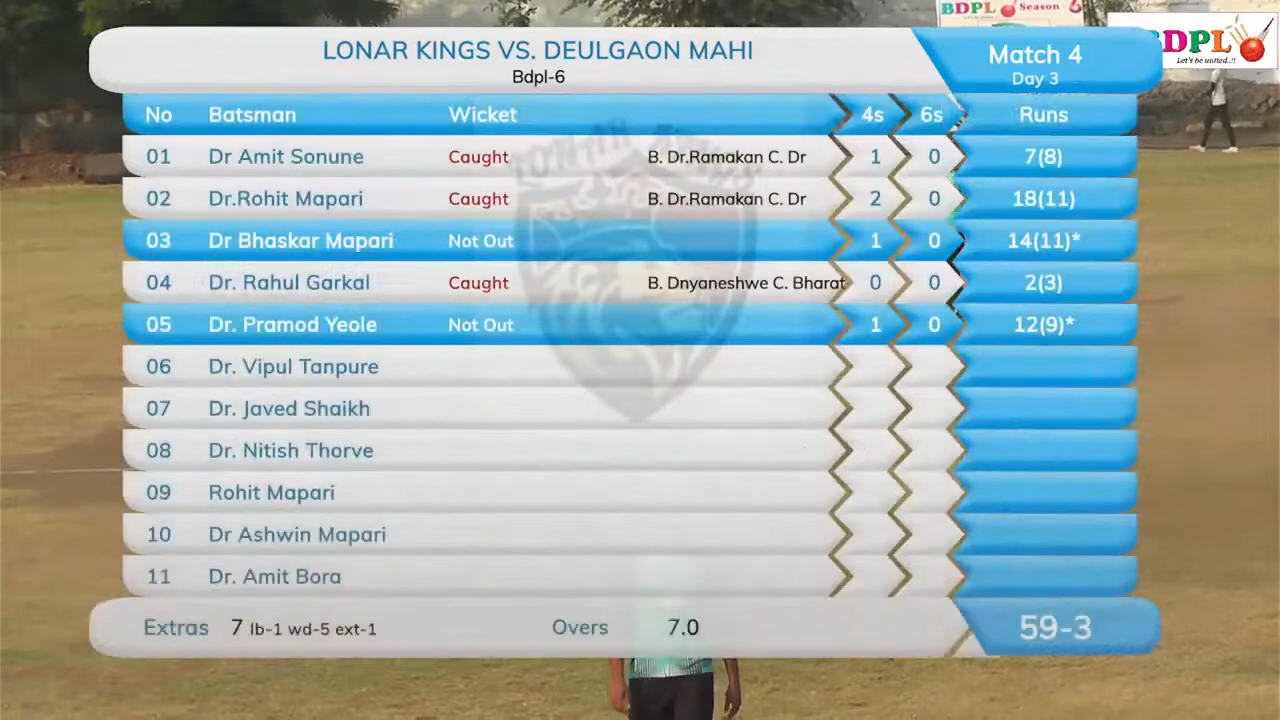 BDPL Season - 6
LONAR KINGS VS. DEULGAON MAHI
Bdpl-6
Match 4
Day 3
BDPL
Let's be united..!!
No Batsman Wicket 4s 6s Runs
01 Dr Amit Sonune Caught B. Dr.Ramakan C. Dr 1 0 7(8)
02 Dr.Rohit Mapari Caught B. Dr.Ramakan C. Dr 2 0 18(11)
03 Dr Bhaskar Mapari Not Out 1 0 14(11)*
04 Dr. Rahul Garkal Caught B. Dnyaneshwe C. Bharat 0 0 2(3)
05 Dr. Pramod Yeole Not Out 1 0 12(9)*
06 Dr. Vipul Tanpure
07 Dr. Javed Shaikh
08 Dr. Nitish Thorve
09 Rohit Mapari
10 Dr Ashwin Mapari
11 Dr. Amit Bora
Extras 7 lb-1 wd-5 ext-1 Overs 7.0 59-3
LONAR KINGS